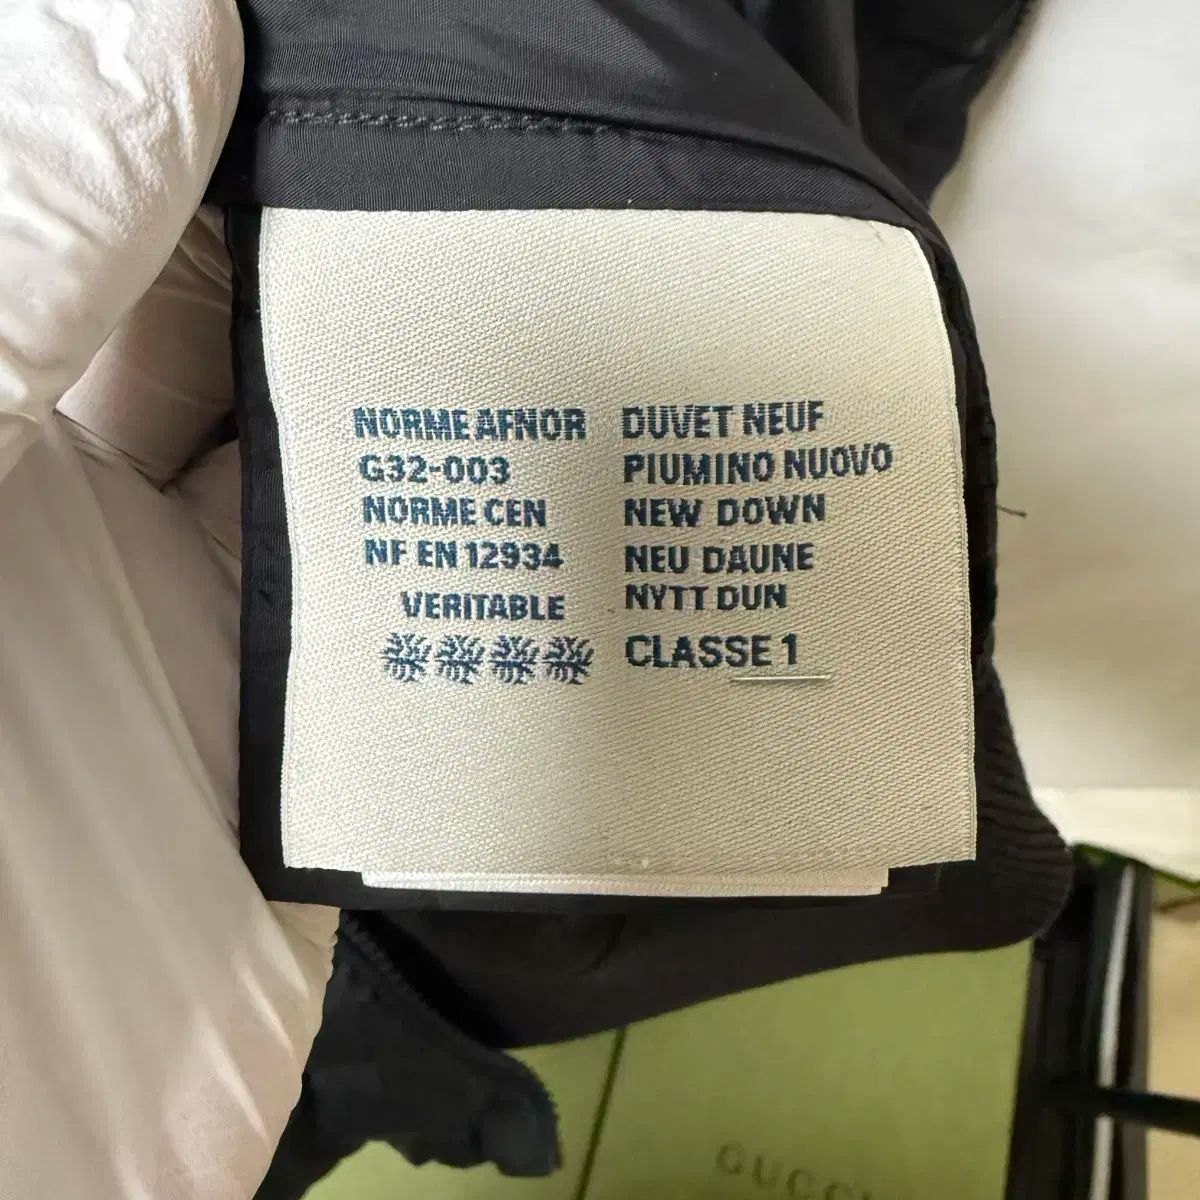 NORME AFNOR
G32-003
NORME CEN
NF EN 12934
VERITABLE
DUVET NEUF
PIUMINO NUOVO
NEW DOWN
NEU DAUNE
NYTT DUN
CLASSE 1
GUCCI